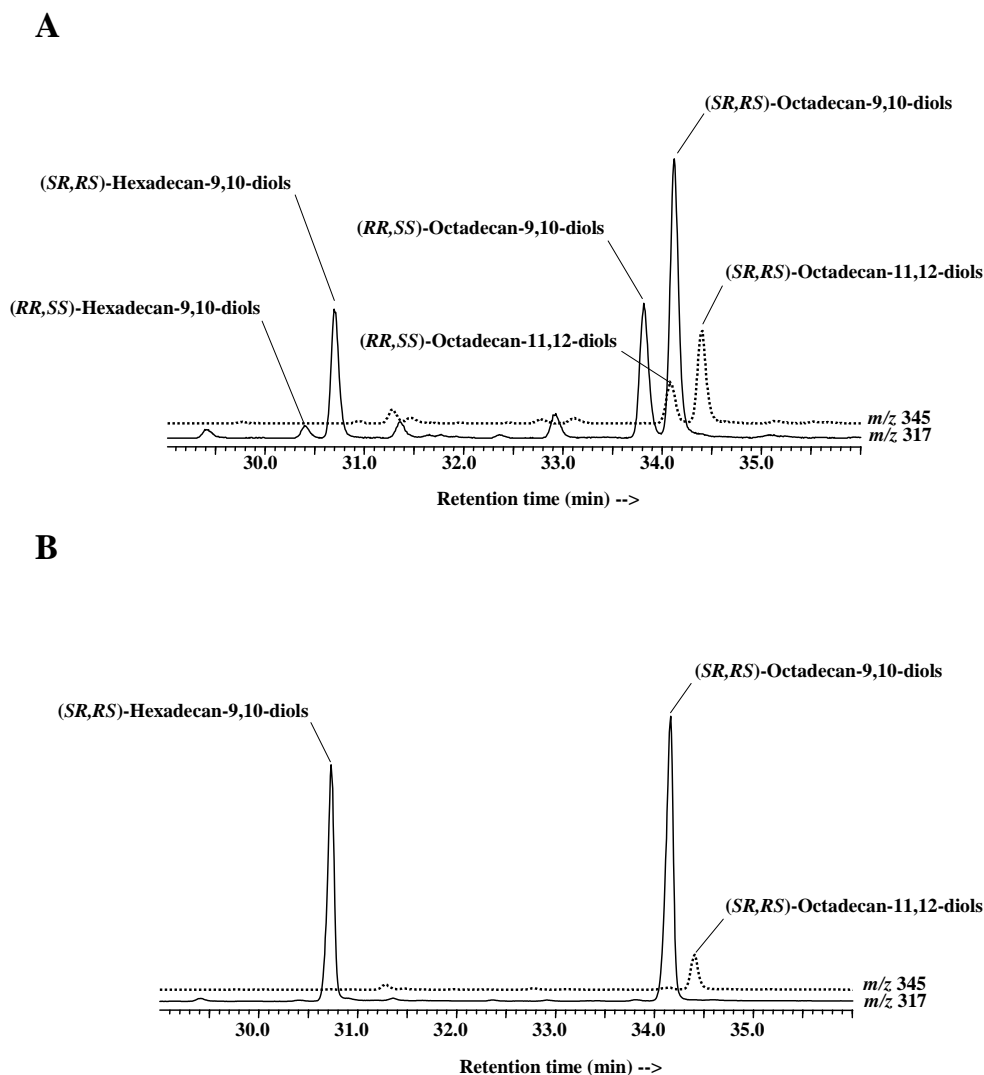 A
(SR,RS)-Octadecan-9,10-diols
(SR,RS)-Hexadecan-9,10-diols
(RR,SS)-Octadecan-9,10-diols
(SR,RS)-Octadecan-11,12-diols
(RR,SS)-Hexadecan-9,10-diols
(RR,SS)-Octadecan-11,12-diols
m/z 345
m/z 317
30.0 31.0 32.0 33.0 34.0 35.0
Retention time (min) -->
B
(SR,RS)-Octadecan-9,10-diols
(SR,RS)-Hexadecan-9,10-diols
(SR,RS)-Octadecan-11,12-diols
m/z 345
m/z 317
30.0 31.0 32.0 33.0 34.0 35.0
Retention time (min) -->